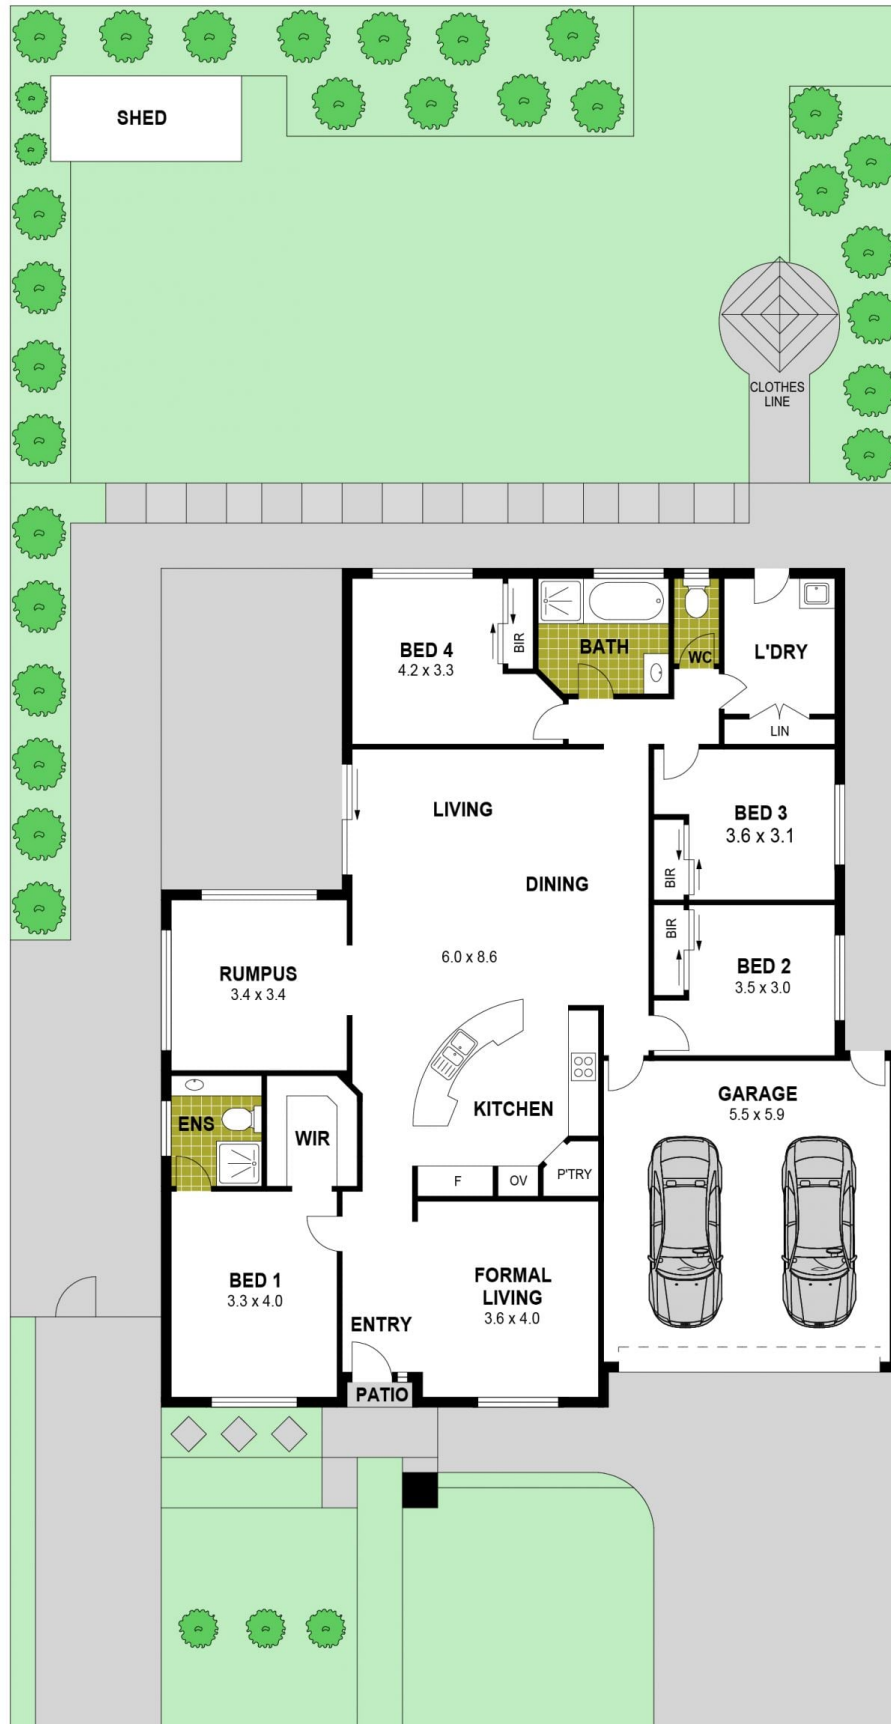 SHED
CLOTHES
LINE
BED 4
4.2 x 3.3
BIR
BATH
WC
L'DRY
LIN
LIVING
DINING
6.0 x 8.6
BED 3
3.6 x 3.1
BIR
BIR
BED 2
3.5 x 3.0
RUMPUS
3.4 x 3.4
ENS
WIR
KITCHEN
GARAGE
5.5 x 5.9
F
OV
P'TRY
BED 1
3.3 x 4.0
FORMAL
LIVING
3.6 x 4.0
ENTRY
PATIO